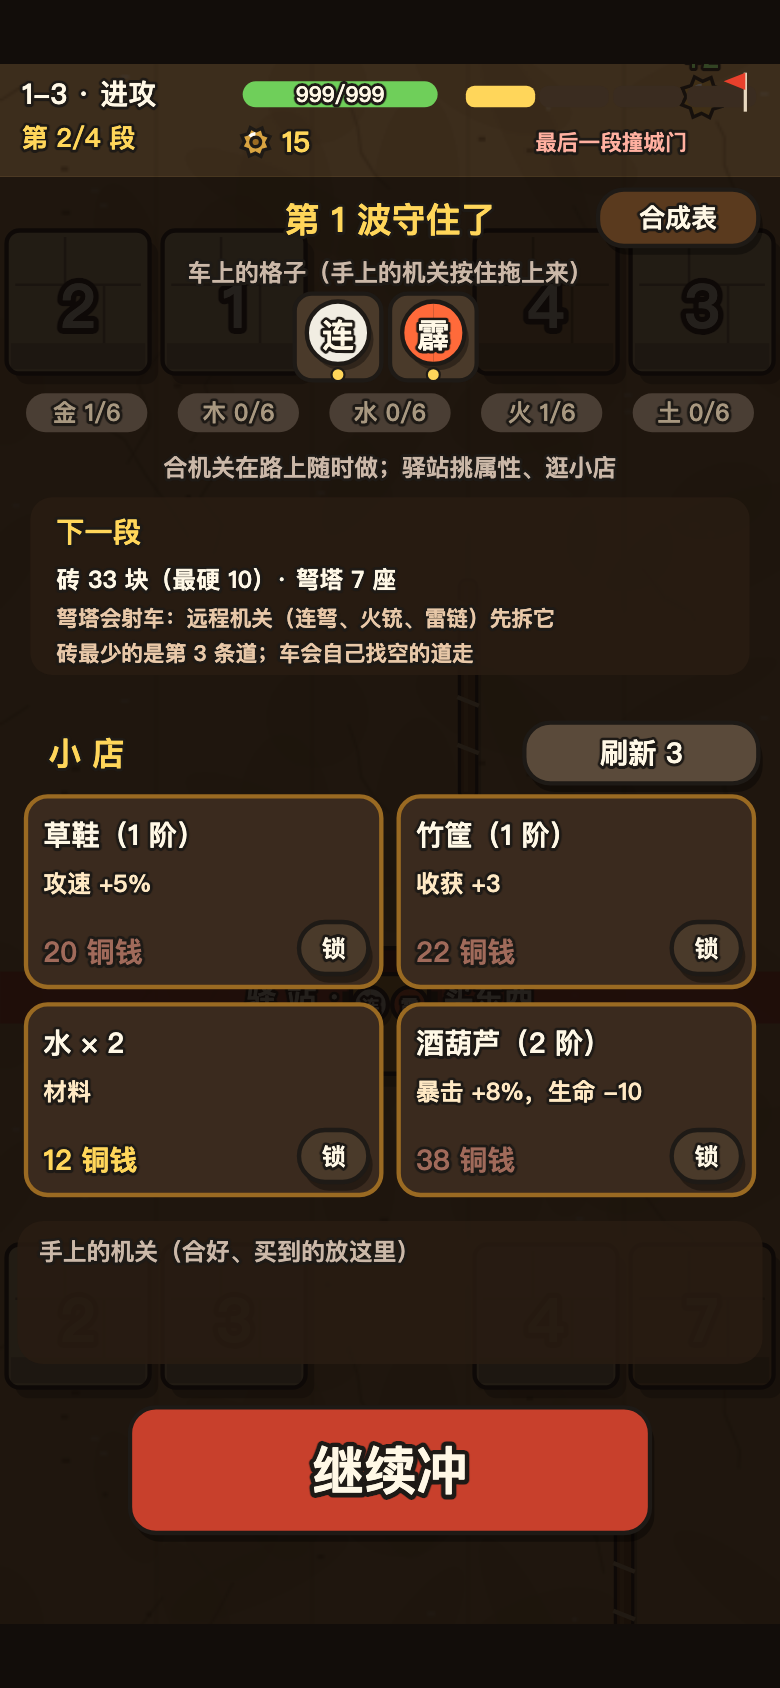 1–3 · 进攻
999/999
第 2/4 段
15
最后一段撞城门
第 1 波守住了
合成表
车上的格子（手上的机关按住拖上来）
2
1
连
霹
4
3
金 1/6
木 0/6
水 0/6
火 1/6
土 0/6
合机关在路上随时做；驿站挑属性、逛小店
下一段
砖 33 块（最硬 10）· 弩塔 7 座
弩塔会射车：远程机关（连弩、火铳、雷链）先拆它
砖最少的是第 3 条道；车会自己找空的道走
小 店
刷新 3
草鞋（1 阶）
攻速 +5%
20 铜钱
锁
竹筐（1 阶）
收获 +3
22 铜钱
锁
水 × 2
材料
12 铜钱
锁
酒葫芦（2 阶）
暴击 +8%，生命 –10
38 铜钱
锁
手上的机关（合好、买到的放这里）
2
3
4
7
继续冲